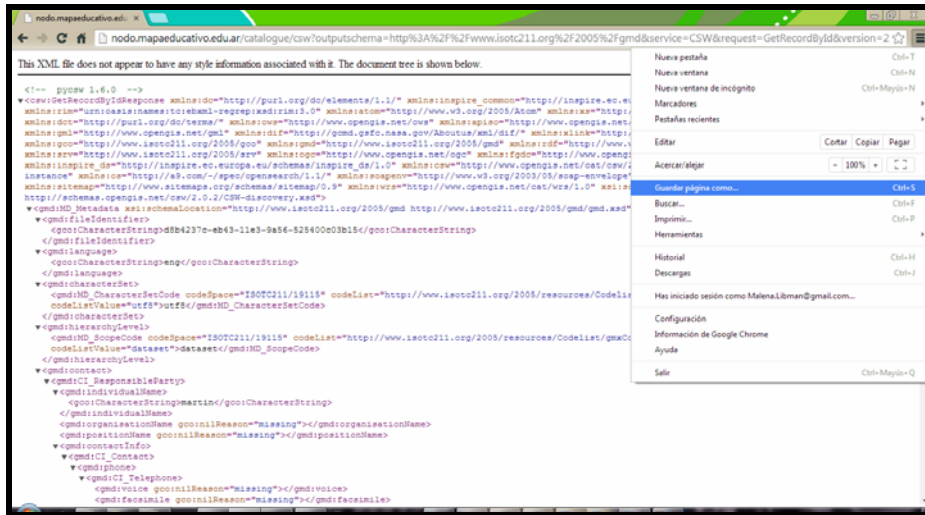 nodo.mapaeducativo.edu
nodo.mapaeducativo.edu.ar/catalogue/csw?outputschema=http%3A%2F%2Fwww.isotc211.org%2F2005%2Fgmd&service=CSW&request=GetRecordById&version=2
This XML file does not appear to have any style information associated with it. The document tree is shown below.
<!-- pycsw 1.6.0 -->
▼<csw:GetRecordByIdResponse xmlns:dc="http://purl.org/dc/elements/1.1/" xmlns:inspire_common="http://inspire.ec.eu
xmlns:rim="urn:oasis:names:tc:ebxml-regrep:xsd:rim:3.0" xmlns:atom="http://www.w3.org/2005/Atom" xmlns:xs="http:
xmlns:dct="http://purl.org/dc/terms/" xmlns:ows="http://www.opengis.net/ows" xmlns:apiso="http://www.opengis.net.
xmlns:gml="http://www.opengis.net/gml" xmlns:dif="http://gcmd.gsfc.nasa.gov/Aboutus/xml/dif/" xmlns:xlink="http:
xmlns:gco="http://www.isotc211.org/2005/gco" xmlns:gmd="http://www.isotc211.org/2005/gmd" xmlns:rdf="http://www.
xmlns:srv="http://www.isotc211.org/2005/srv" xmlns:ogc="http://www.opengis.net/ogc" xmlns:fgdc="http://www.opengi
xmlns:inspire_ds="http://inspire.ec.europa.eu/schemas/inspire_ds/1.0" xmlns:csw="http://www.opengis.net/cat/csw/2
instance" xmlns:os="http://a9.com/-/spec/opensearch/1.1/" xmlns:soapenv="http://www.w3.org/2003/05/soap-envelope"
xmlns:sitemap="http://www.sitemaps.org/schemas/sitemap/0.9" xmlns:wrs="http://www.opengis.net/cat/wrs/1.0"
http://schemas.opengis.net/csw/2.0.2/CSW-discovery.xsd">
▼<gmd:MD_Metadata xsi:schemaLocation="http://www.isotc211.org/2005/gmd http://www.isotc211.org/2005/gmd/gmd.xsd"
▼<gmd:fileIdentifier>
<gco:CharacterString>d8b4237c-eb43-11e3-9a56-525400c03b15</gco:CharacterString>
</gmd:fileIdentifier>
▼<gmd:language>
<gco:CharacterString>eng</gco:CharacterString>
</gmd:language>
▼<gmd:characterSet>
<gmd:MD_CharacterSetCode codeSpace="ISOTC211/19115" codeList="http://www.isotc211.org/2005/resources/Codelis
codeListValue="utf8">utf8</gmd:MD_CharacterSetCode>
</gmd:characterSet>
▼<gmd:hierarchyLevel>
<gmd:MD_ScopeCode codeSpace="ISOTC211/19115" codeList="http://www.isotc211.org/2005/resources/Codelist/gmxCo
codeListValue="dataset">dataset</gmd:MD_ScopeCode>
</gmd:hierarchyLevel>
▼<gmd:contact>
▼<gmd:CI_ResponsibleParty>
▼<gmd:individualName>
<gco:CharacterString>martin</gco:CharacterString>
</gmd:individualName>
<gmd:organisationName gco:nilReason="missing"></gmd:organisationName>
<gmd:positionName gco:nilReason="missing"></gmd:positionName>
▼<gmd:contactInfo>
▼<gmd:CI_Contact>
▼<gmd:phone>
▼<gmd:CI_Telephone>
<gmd:voice gco:nilReason="missing"></gmd:voice>
<gmd:facsimile gco:nilReason="missing"></gmd:facsimile>
Nueva pestaña Ctrl+T
Nueva ventana Ctrl+N
Nueva ventana de incógnito Ctrl+Mayús+N
Marcadores
Pestañas recientes
Editar Cortar Copiar Pegar
Acercar/alejar - 100% +
Guardar página como... Ctrl+S
Buscar... Ctrl+F
Imprimir... Ctrl+P
Herramientas
Historial Ctrl+H
Descargas Ctrl+J
Has iniciado sesión como Malena.Libman@gmail.com...
Configuración
Información de Google Chrome
Ayuda
Salir Ctrl+Mayús+Q